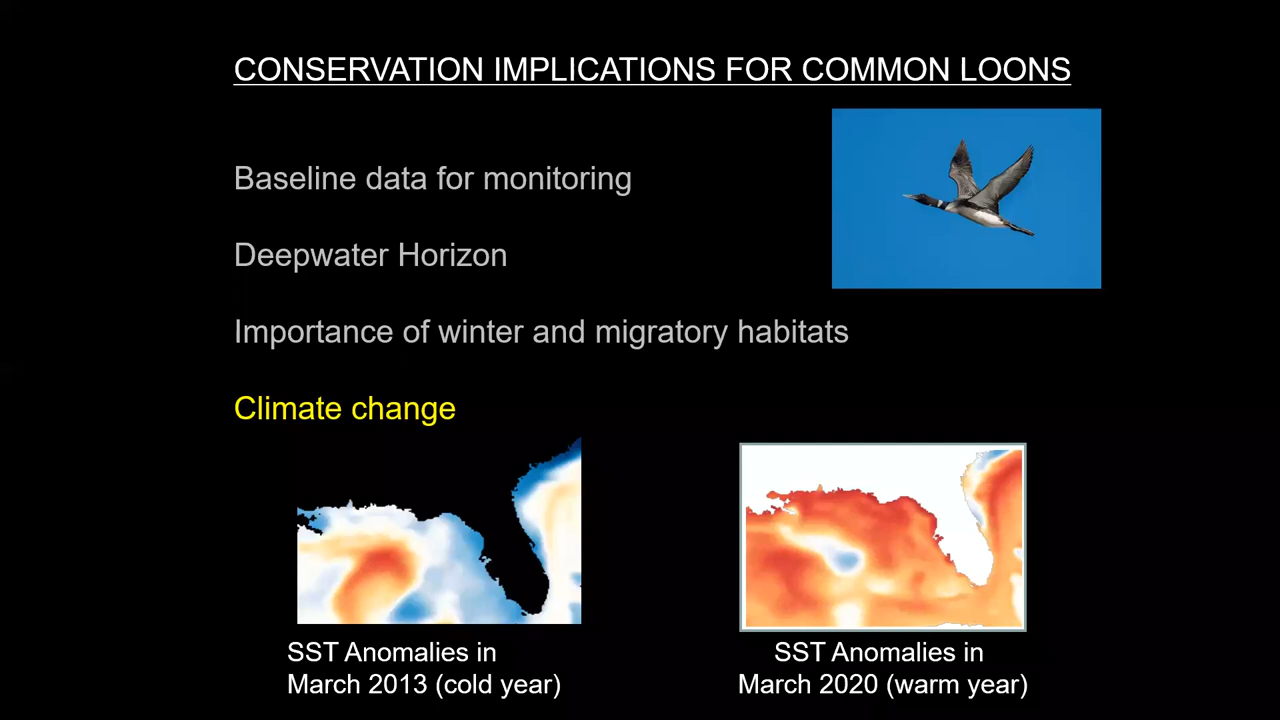 CONSERVATION IMPLICATIONS FOR COMMON LOONS
Baseline data for monitoring
Deepwater Horizon
Importance of winter and migratory habitats
Climate change
SST Anomalies in
March 2013 (cold year)
SST Anomalies in
March 2020 (warm year)